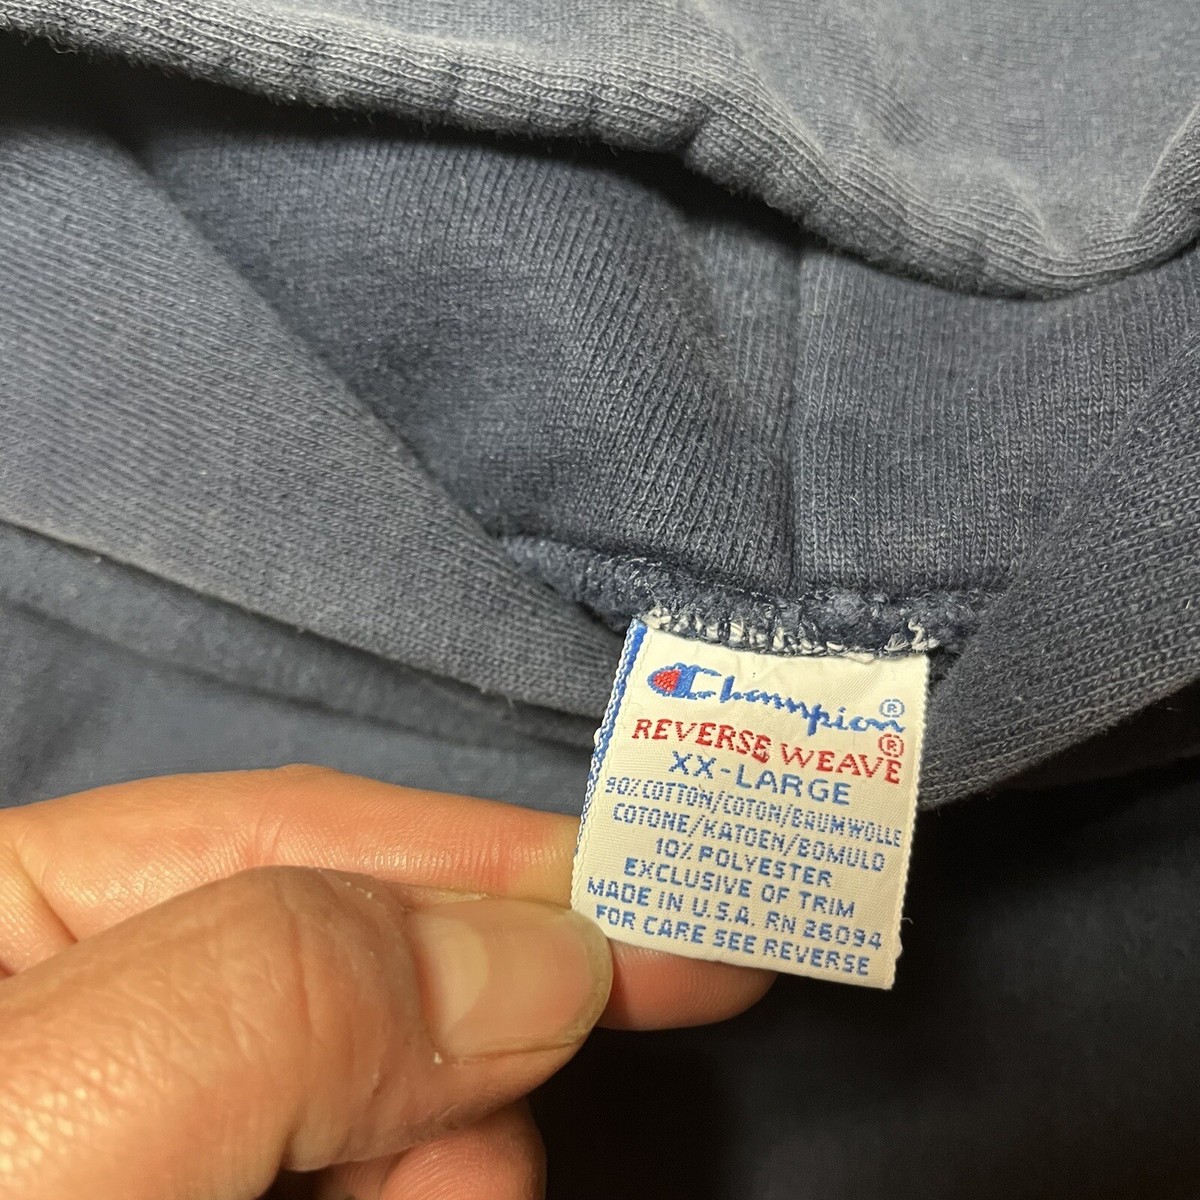 Champion®
REVERSE WEAVE®
XX-LARGE
90% COTTON/COTON/BAUMWOLLE
COTONE/KATOEN/BOMULD
10% POLYESTER
EXCLUSIVE OF TRIM
MADE IN U.S.A. RN 26094
FOR CARE SEE REVERSE